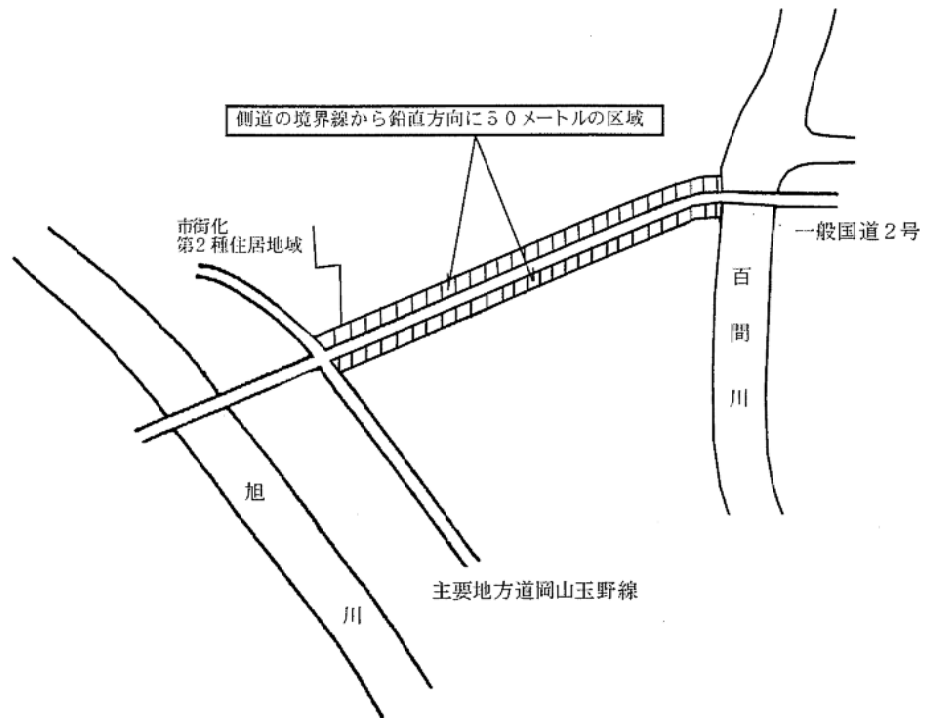 側道の境界線から鉛直方向に50メートルの区域
市街化
第2種住居地域
一般国道2号
百間川
旭川
主要地方道岡山玉野線